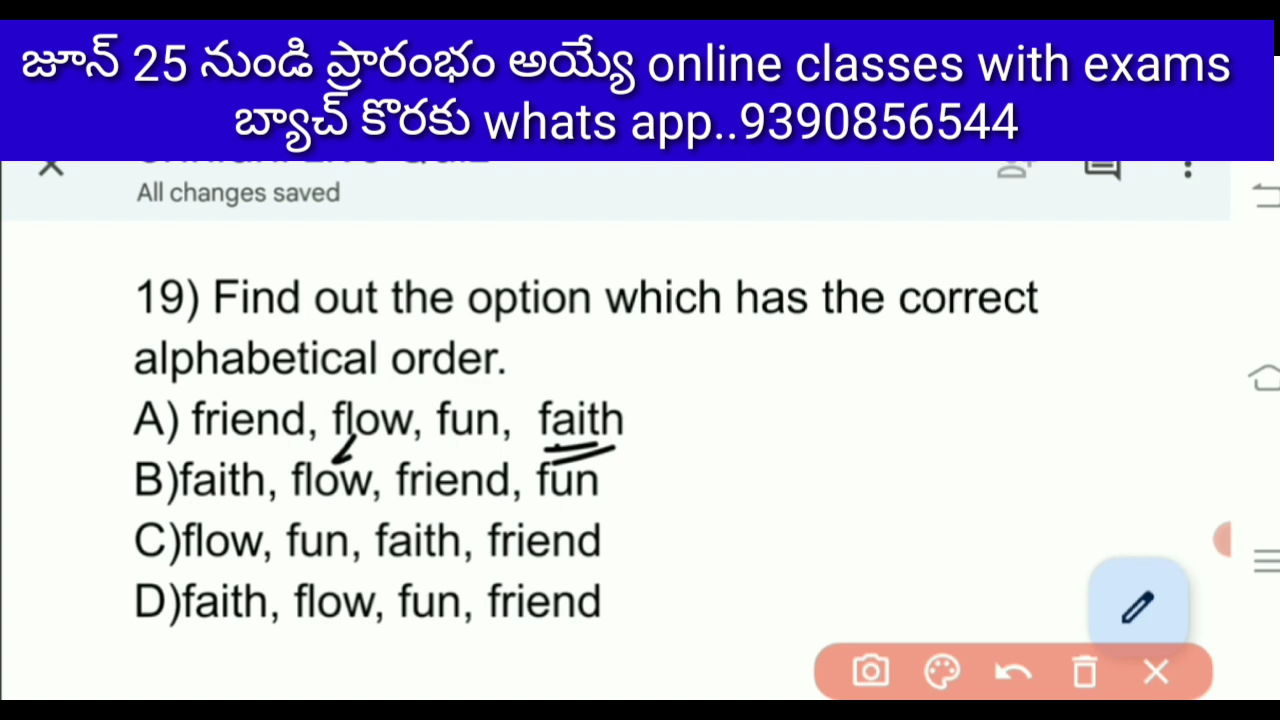 జూన్ 25 నుండి ప్రారంభం అయ్యే online classes with exams
బ్యాచ్ కొరకు whats app..9390856544
All changes saved
19) Find out the option which has the correct
alphabetical order.
A) friend, flow, fun, faith
B)faith, flow, friend, fun
C)flow, fun, faith, friend
D)faith, flow, fun, friend